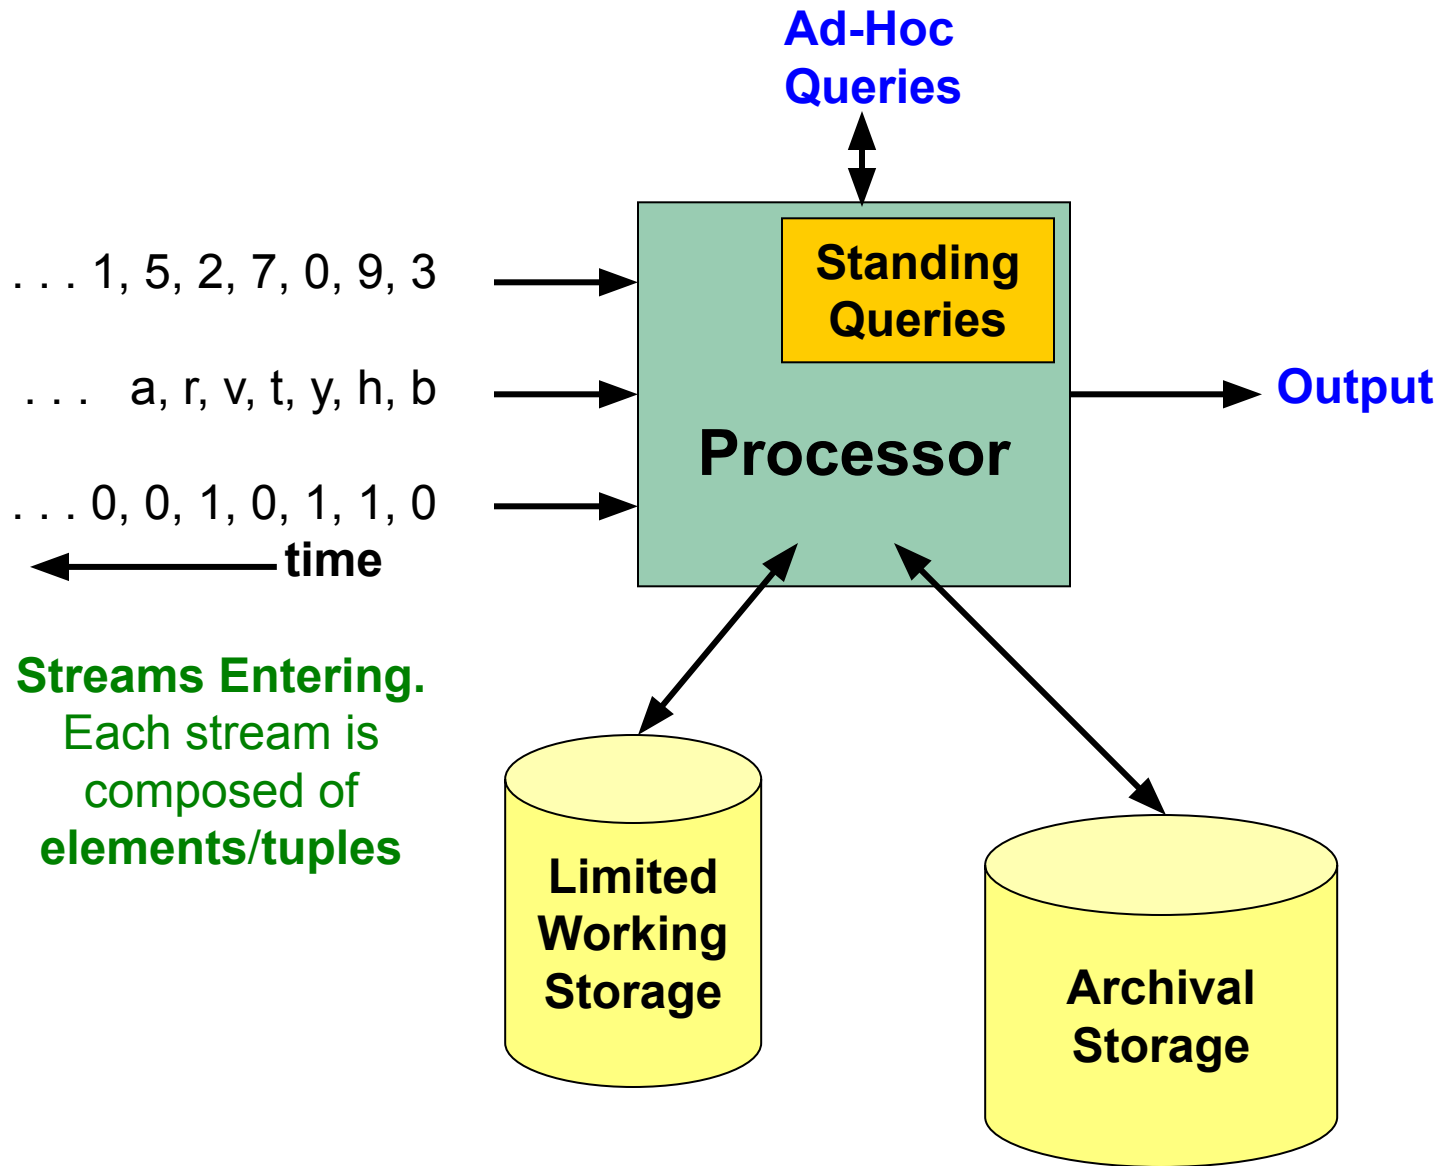 Ad-Hoc
Queries
. . . 1, 5, 2, 7, 0, 9, 3
. . . a, r, v, t, y, h, b
. . . 0, 0, 1, 0, 1, 1, 0
time
Streams Entering.
Each stream is
composed of
elements/tuples
Standing
Queries
Processor
Output
Limited
Working
Storage
Archival
Storage